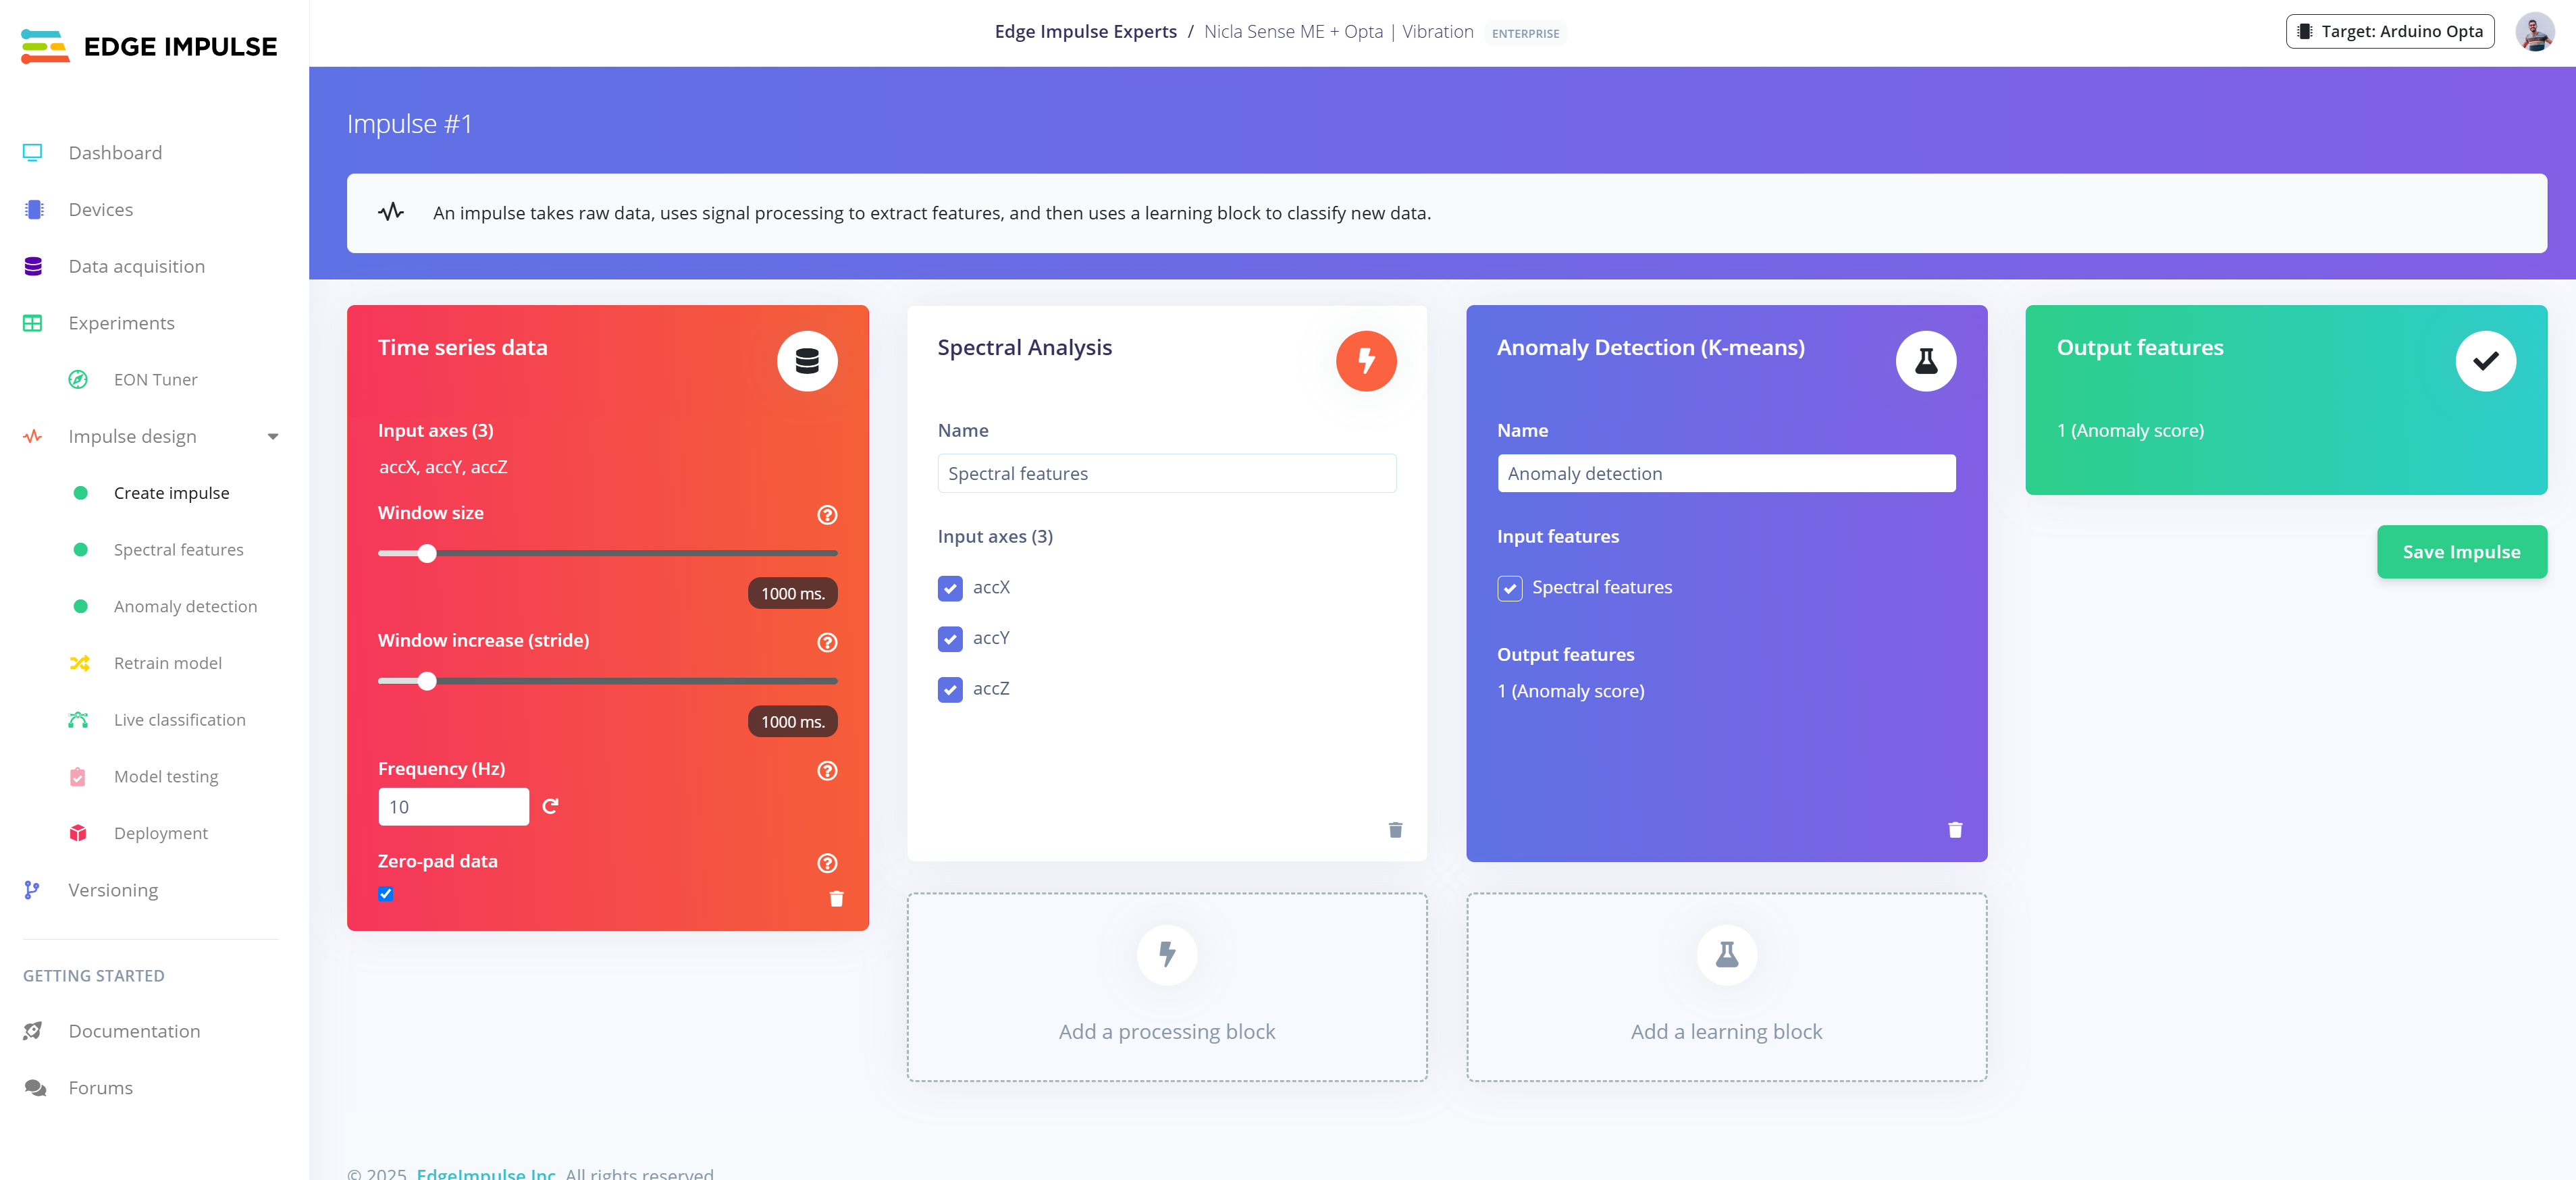 EDGE IMPULSE
Edge Impulse Experts / Nicla Sense ME + Opta | Vibration ENTERPRISE
Target: Arduino Opta
Dashboard
Devices
Data acquisition
Experiments
EON Tuner
Impulse design
Create impulse
Spectral features
Anomaly detection
Retrain model
Live classification
Model testing
Deployment
Versioning
GETTING STARTED
Documentation
Forums
Impulse #1
An impulse takes raw data, uses signal processing to extract features, and then uses a learning block to classify new data.
Time series data
Input axes (3)
accX, accY, accZ
Window size
1000 ms.
Window increase (stride)
1000 ms.
Frequency (Hz)
10
Zero-pad data
Spectral Analysis
Name
Spectral features
Input axes (3)
accX
accY
accZ
Add a processing block
Anomaly Detection (K-means)
Name
Anomaly detection
Input features
Spectral features
Output features
1 (Anomaly score)
Add a learning block
Output features
1 (Anomaly score)
Save Impulse
© 2025 EdgeImpulse Inc. All rights reserved